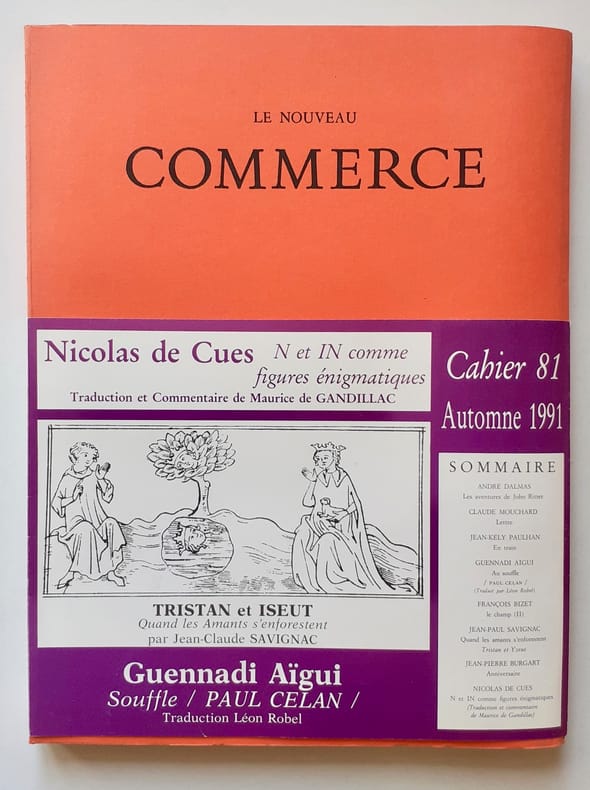 LE NOUVEAU
COMMERCE
Nicolas de Cues N et IN comme
figures énigmatiques
Traduction et Commentaire de Maurice de GANDILLAC
TRISTAN et ISEUT
Quand les Amants s'enforestent
par Jean-Claude SAVIGNAC
Guennadi Aïgui
Souffle / PAUL CELAN /
Traduction Léon Robel
Cahier 81
Automne 1991
SOMMAIRE
ANDRÉ DALMAS
Les aventures de John Ritter
CLAUDE MOUCHARD
Lettre
JEAN-KELY PAULHAN
En train
GUENNADI AÏGUI
Au souffle
/ PAUL CELAN /
(Traduit par Léon Robel)
FRANÇOIS BIZET
le champ (II)
JEAN-PAUL SAVIGNAC
Quand les amants s'enforestent
Tristan et Yseut
JEAN-PIERRE BURGART
Anniversaire
NICOLAS DE CUES
N et IN comme figures énigmatiques
(Traduction et commentaire
de Maurice de Gandillac)